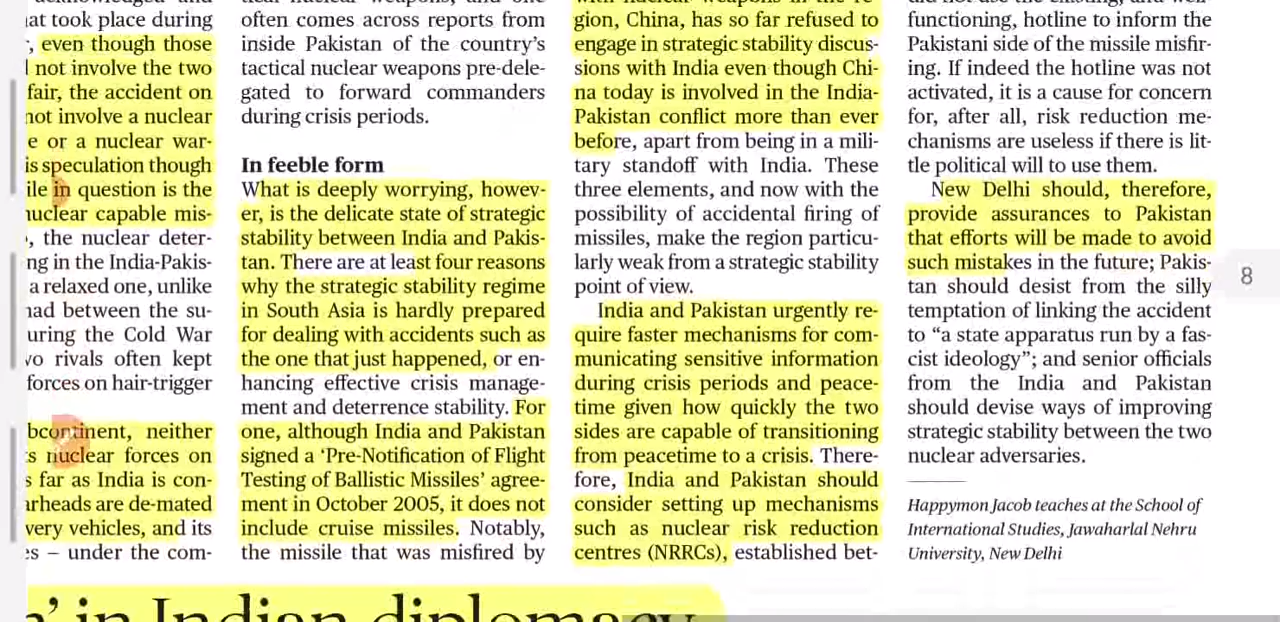 at took place during
, even though those
not involve the two
fair, the accident on
not involve a nuclear
e or a nuclear war-
is speculation though
ile in question is the
nuclear capable mis-
, the nuclear deter-
ng in the India-Pakis-
a relaxed one, unlike
had between the su-
uring the Cold War
vo rivals often kept
forces on hair-trigger
bcontinent, neither
s nuclear forces on
s far as India is con-
arheads are de-mated
very vehicles, and its
es – under the com-
often comes across reports from
inside Pakistan of the country's
tactical nuclear weapons pre-dele-
gated to forward commanders
during crisis periods.
In feeble form
What is deeply worrying, howev-
er, is the delicate state of strategic
stability between India and Pakis-
tan. There are at least four reasons
why the strategic stability regime
in South Asia is hardly prepared
for dealing with accidents such as
the one that just happened, or en-
hancing effective crisis manage-
ment and deterrence stability. For
one, although India and Pakistan
signed a 'Pre-Notification of Flight
Testing of Ballistic Missiles' agree-
ment in October 2005, it does not
include cruise missiles. Notably,
the missile that was misfired by
gion, China, has so far refused to
engage in strategic stability discus-
sions with India even though Chi-
na today is involved in the India-
Pakistan conflict more than ever
before, apart from being in a mili-
tary standoff with India. These
three elements, and now with the
possibility of accidental firing of
missiles, make the region particu-
larly weak from a strategic stability
point of view.
India and Pakistan urgently re-
quire faster mechanisms for com-
municating sensitive information
during crisis periods and peace-
time given how quickly the two
sides are capable of transitioning
from peacetime to a crisis. There-
fore, India and Pakistan should
consider setting up mechanisms
such as nuclear risk reduction
centres (NRRCs), established bet-
functioning, hotline to inform the
Pakistani side of the missile misfir-
ing. If indeed the hotline was not
activated, it is a cause for concern
for, after all, risk reduction me-
chanisms are useless if there is lit-
tle political will to use them.
New Delhi should, therefore,
provide assurances to Pakistan
that efforts will be made to avoid
such mistakes in the future; Pakis-
tan should desist from the silly
temptation of linking the accident
to "a state apparatus run by a fas-
cist ideology"; and senior officials
from the India and Pakistan
should devise ways of improving
strategic stability between the two
nuclear adversaries.
Happymon Jacob teaches at the School of
International Studies, Jawaharlal Nehru
University, New Delhi
8
' in Indian diplomacy